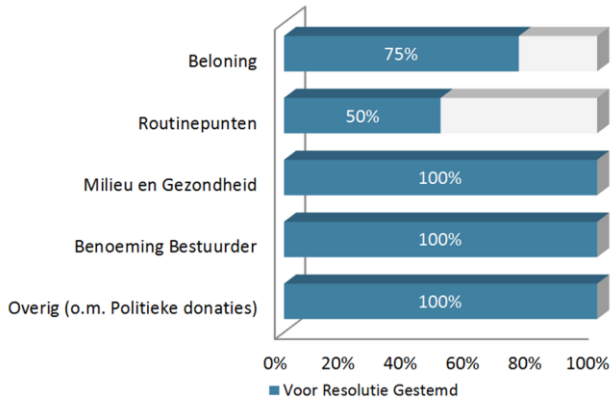 Beloning
75%
Routinepunten
50%
Milieu en Gezondheid
100%
Benoeming Bestuurder
100%
Overig (o.m. Politieke donaties)
100%
0% 20% 40% 60% 80% 100%
Voor Resolutie Gestemd